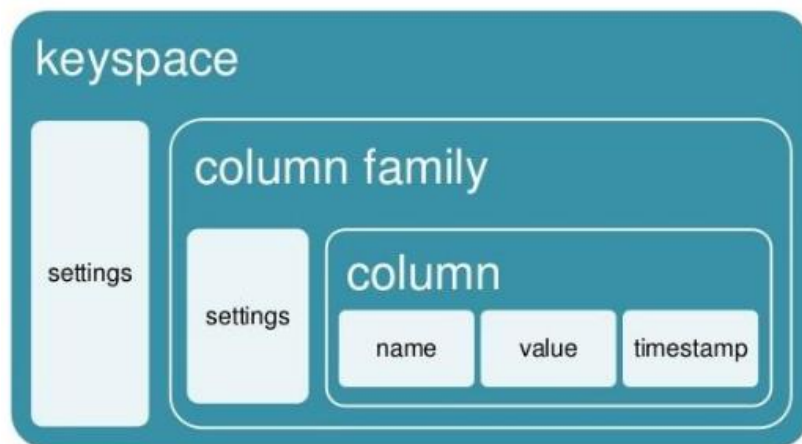 keyspace
column family
settings
settings
column
name value timestamp